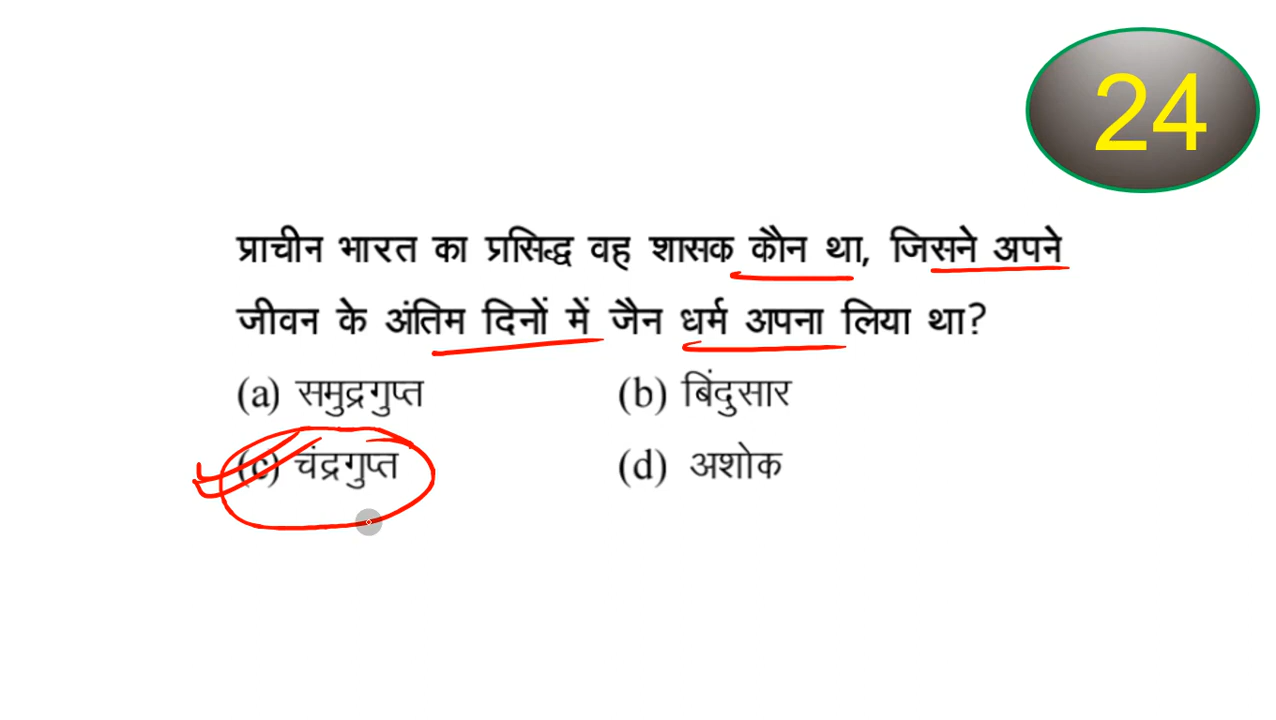 24
प्राचीन भारत का प्रसिद्ध वह शासक कौन था, जिसने अपने
जीवन के अंतिम दिनों में जैन धर्म अपना लिया था?
(a) समुद्रगुप्त (b) बिंदुसार
(c) चंद्रगुप्त (d) अशोक